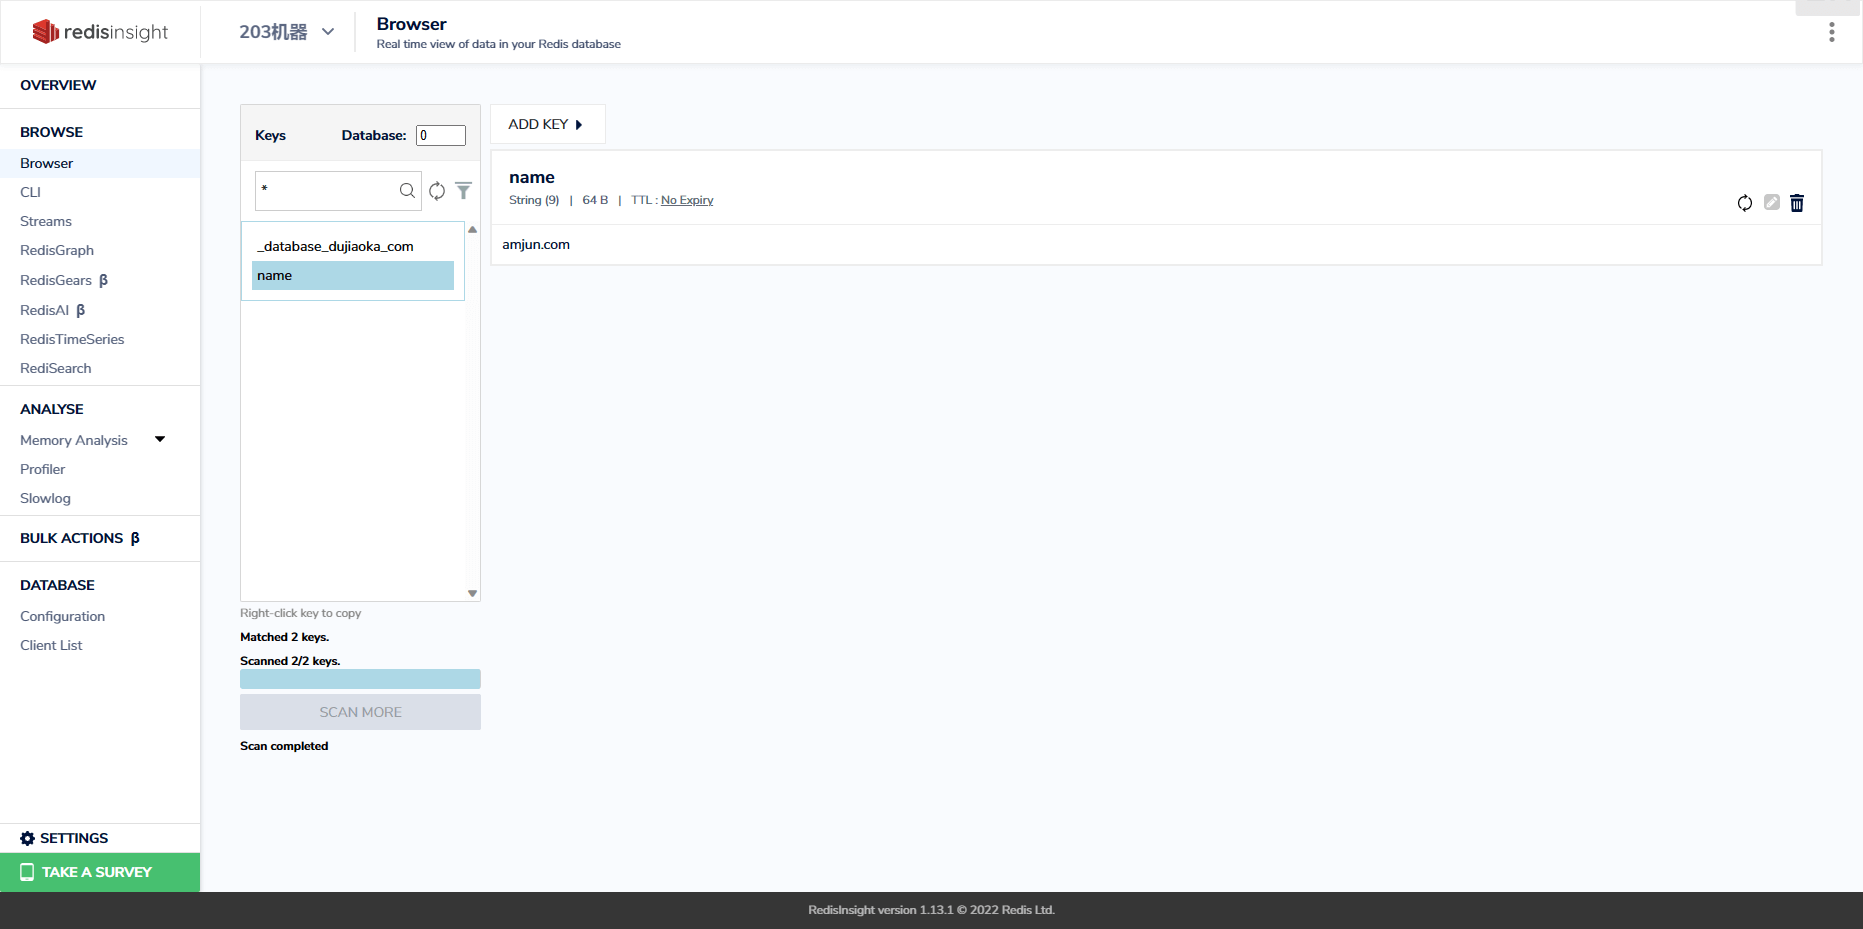 redisinsight
203机器
Browser
Real time view of data in your Redis database
OVERVIEW
BROWSE
Browser
CLI
Streams
RedisGraph
RedisGears β
RedisAI β
RedisTimeSeries
RediSearch
ANALYSE
Memory Analysis
Profiler
Slowlog
BULK ACTIONS β
DATABASE
Configuration
Client List
SETTINGS
TAKE A SURVEY
Keys Database: 0
*
_database_dujiaoka_com
name
Right-click key to copy
Matched 2 keys.
Scanned 2/2 keys.
SCAN MORE
Scan completed
ADD KEY
name
String (9) | 64 B | TTL : No Expiry
amjun.com
RedisInsight version 1.13.1 © 2022 Redis Ltd.